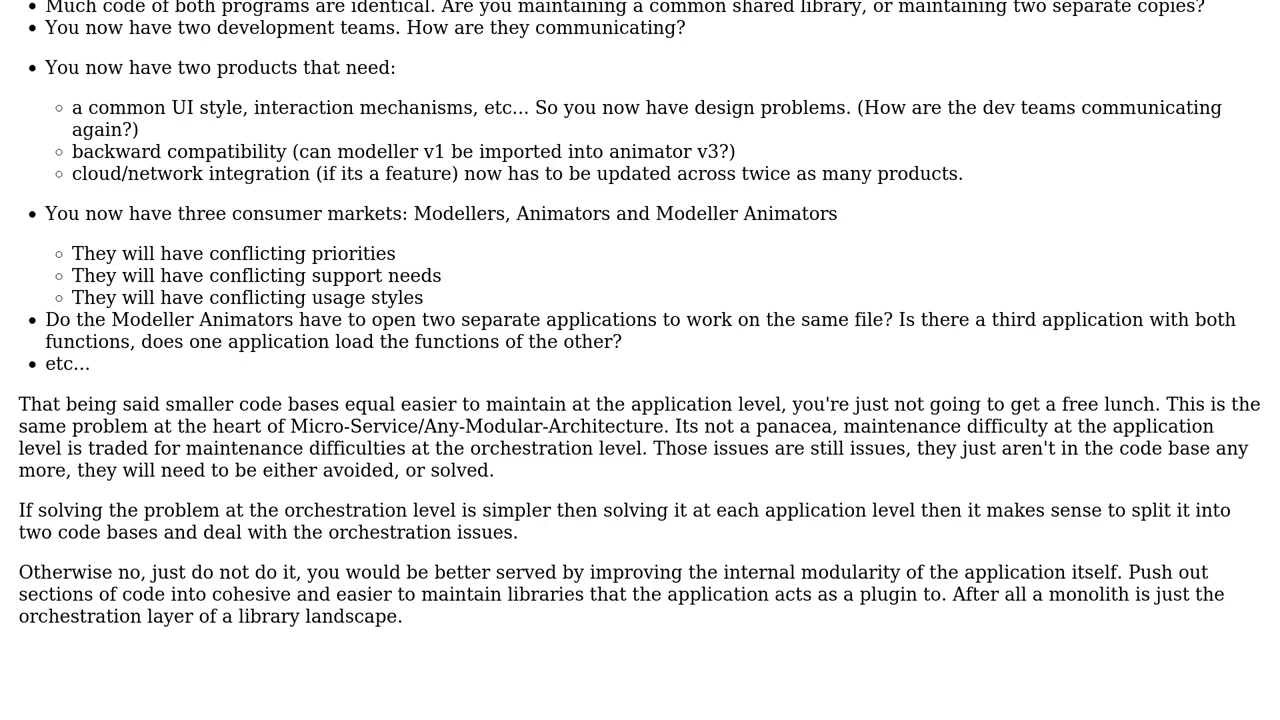 Much code of both programs are identical. Are you maintaining a common shared library, or maintaining two separate copies?
You now have two development teams. How are they communicating?
You now have two products that need:
a common UI style, interaction mechanisms, etc... So you now have design problems. (How are the dev teams communicating
again?)
backward compatibility (can modeller v1 be imported into animator v3?)
cloud/network integration (if its a feature) now has to be updated across twice as many products.
You now have three consumer markets: Modellers, Animators and Modeller Animators
They will have conflicting priorities
They will have conflicting support needs
They will have conflicting usage styles
Do the Modeller Animators have to open two separate applications to work on the same file? Is there a third application with both
functions, does one application load the functions of the other?
etc...
That being said smaller code bases equal easier to maintain at the application level, you're just not going to get a free lunch. This is the
same problem at the heart of Micro-Service/Any-Modular-Architecture. Its not a panacea, maintenance difficulty at the application
level is traded for maintenance difficulties at the orchestration level. Those issues are still issues, they just aren't in the code base any
more, they will need to be either avoided, or solved.
If solving the problem at the orchestration level is simpler then solving it at each application level then it makes sense to split it into
two code bases and deal with the orchestration issues.
Otherwise no, just do not do it, you would be better served by improving the internal modularity of the application itself. Push out
sections of code into cohesive and easier to maintain libraries that the application acts as a plugin to. After all a monolith is just the
orchestration layer of a library landscape.